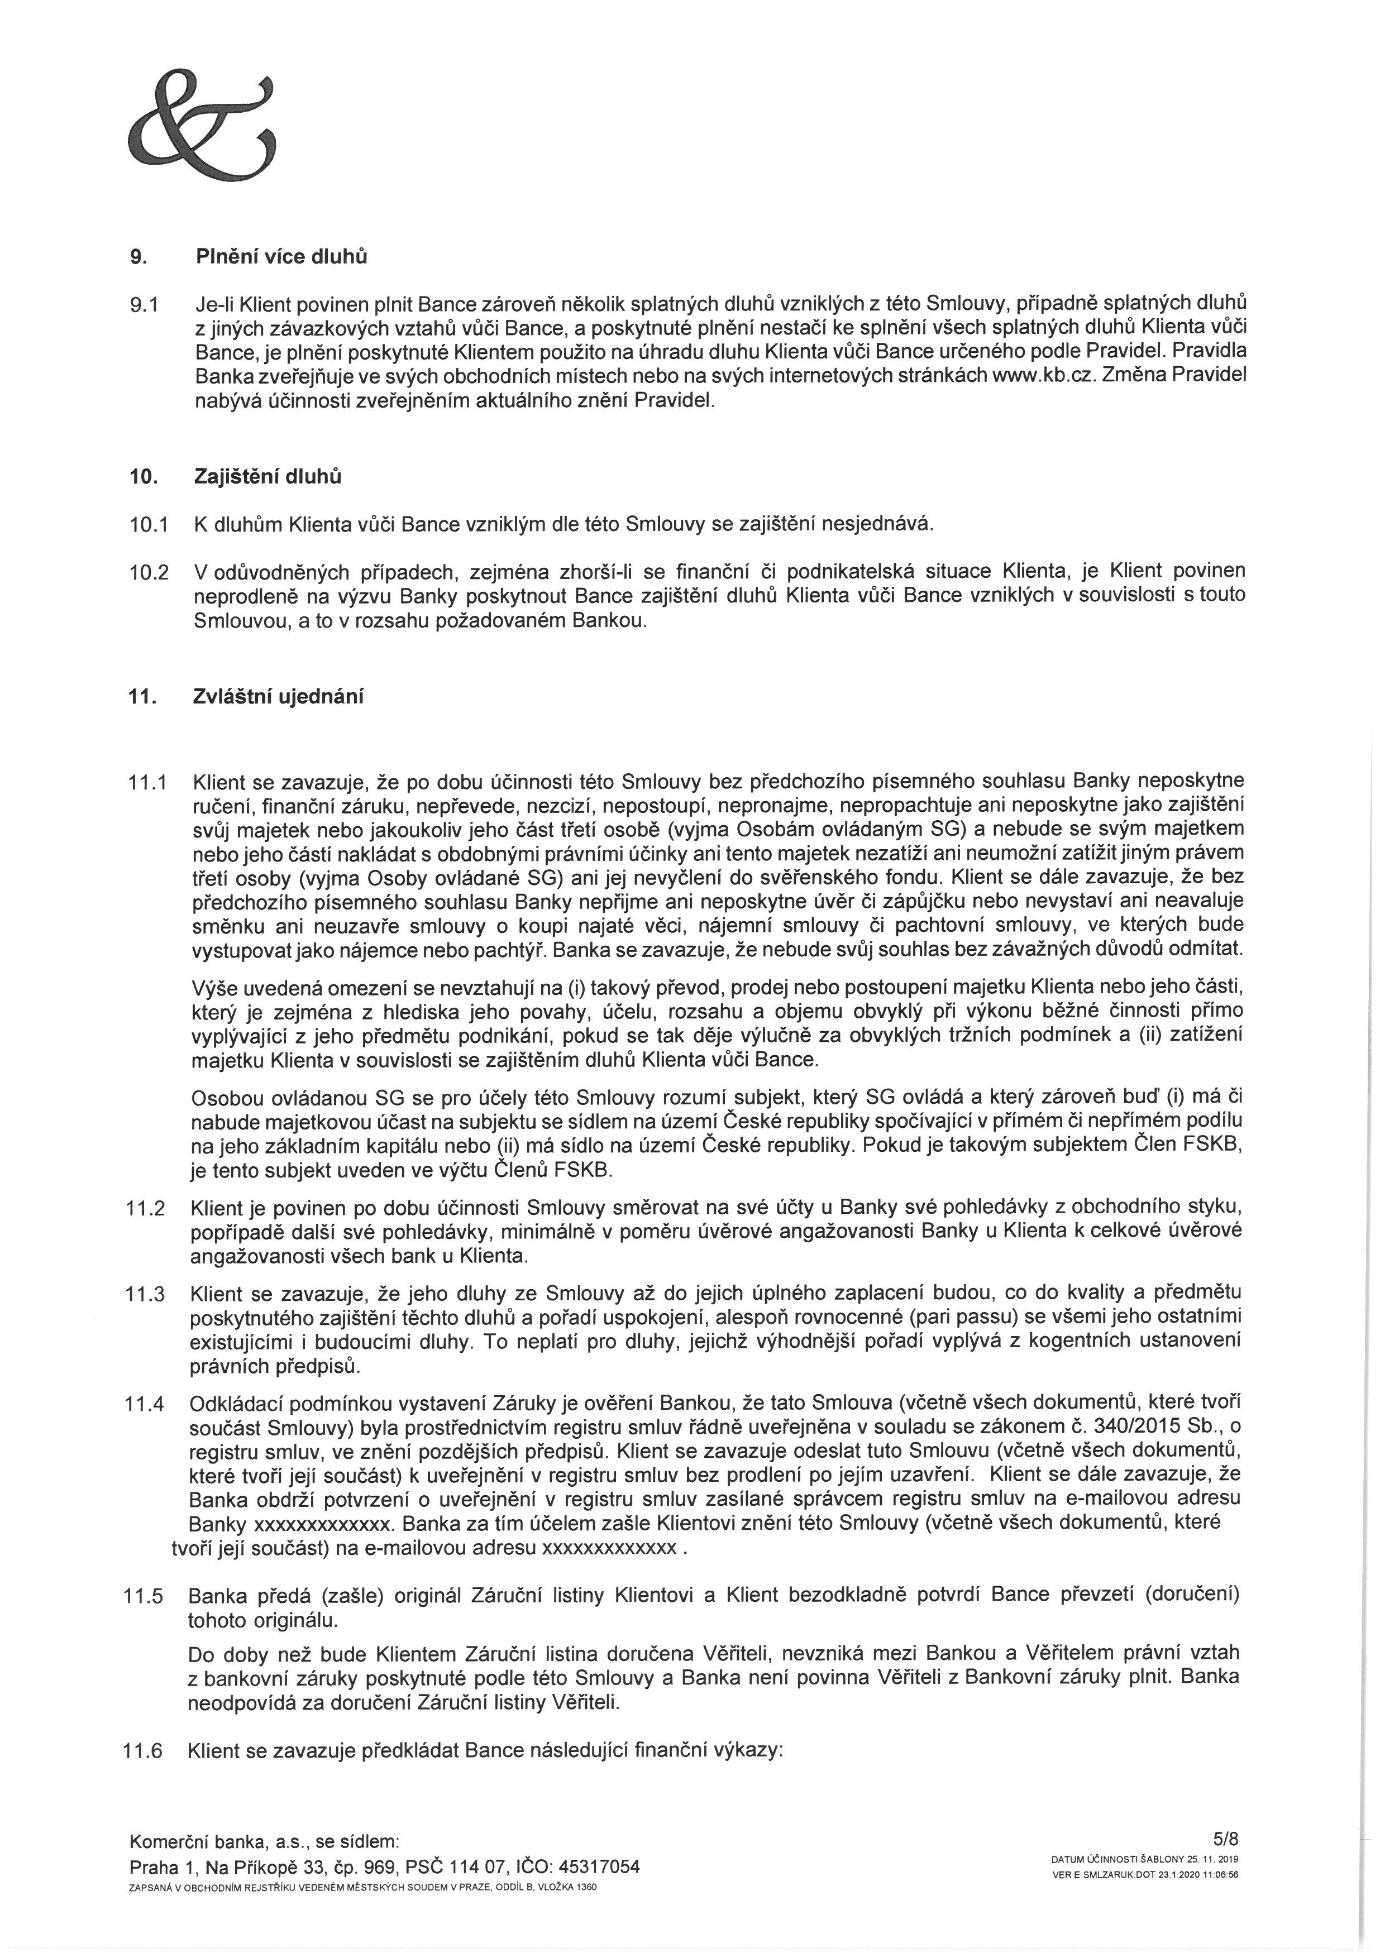 &
9. Plnění více dluhů
9.1 Je-li Klient povinen plnit Bance zároveň několik splatných dluhů vzniklých z této Smlouvy, případně splatných dluhů
z jiných závazkových vztahů vůči Bance, a poskytnuté plnění nestačí ke splnění všech splatných dluhů Klienta vůči
Bance, je plnění poskytnuté Klientem použito na úhradu dluhu Klienta vůči Bance určeného podle Pravidel. Pravidla
Banka zveřejňuje ve svých obchodních místech nebo na svých internetových stránkách www.kb.cz. Změna Pravidel
nabývá účinnosti zveřejněním aktuálního znění Pravidel.
10. Zajištění dluhů
10.1 K dluhům Klienta vůči Bance vzniklým dle této Smlouvy se zajištění nesjednává.
10.2 V odůvodněných případech, zejména zhorší-li se finanční či podnikatelská situace Klienta, je Klient povinen
neprodleně na výzvu Banky poskytnout Bance zajištění dluhů Klienta vůči Bance vzniklých v souvislosti s touto
Smlouvou, a to v rozsahu požadovaném Bankou.
11. Zvláštní ujednání
11.1 Klient se zavazuje, že po dobu účinnosti této Smlouvy bez předchozího písemného souhlasu Banky neposkytne
ručení, finanční záruku, nepřevede, nezcizí, nepostoupí, nepronajme, nepropachtuje ani neposkytne jako zajištění
svůj majetek nebo jakoukoliv jeho část třetí osobě (vyjma Osobám ovládaným SG) a nebude se svým majetkem
nebo jeho částí nakládat s obdobnými právními účinky ani tento majetek nezatíží ani neumožní zatížit jiným právem
třetí osoby (vyjma Osoby ovládané SG) ani jej nevyčlení do svěřenského fondu. Klient se dále zavazuje, že bez
předchozího písemného souhlasu Banky nepřijme ani neposkytne úvěr či zápůjčku nebo nevystaví ani neavaluje
směnku ani neuzavře smlouvy o koupi najaté věci, nájemní smlouvy či pachtovní smlouvy, ve kterých bude
vystupovat jako nájemce nebo pachtýř. Banka se zavazuje, že nebude svůj souhlas bez závažných důvodů odmítat.
Výše uvedená omezení se nevztahují na (i) takový převod, prodej nebo postoupení majetku Klienta nebo jeho části,
který je zejména z hlediska jeho povahy, účelu, rozsahu a objemu obvyklý při výkonu běžné činnosti přímo
vyplývající z jeho předmětu podnikání, pokud se tak děje výlučně za obvyklých tržních podmínek a (ii) zatížení
majetku Klienta v souvislosti se zajištěním dluhů Klienta vůči Bance.
Osobou ovládanou SG se pro účely této Smlouvy rozumí subjekt, který SG ovládá a který zároveň buď (i) má či
nabude majetkovou účast na subjektu se sídlem na území České republiky spočívající v přímém či nepřímém podílu
na jeho základním kapitálu nebo (ii) má sídlo na území České republiky. Pokud je takovým subjektem Člen FSKB,
je tento subjekt uveden ve výčtu Členů FSKB.
11.2 Klient je povinen po dobu účinnosti Smlouvy směrovat na své účty u Banky své pohledávky z obchodního styku,
popřípadě další své pohledávky, minimálně v poměru úvěrové angažovanosti Banky u Klienta k celkové úvěrové
angažovanosti všech bank u Klienta.
11.3 Klient se zavazuje, že jeho dluhy ze Smlouvy až do jejich úplného zaplacení budou, co do kvality a předmětu
poskytnutého zajištění těchto dluhů a pořadí uspokojení, alespoň rovnocenné (pari passu) se všemi jeho ostatními
existujícími i budoucími dluhy. To neplatí pro dluhy, jejichž výhodnější pořadí vyplývá z kogentních ustanovení
právních předpisů.
11.4 Odkládací podmínkou vystavení Záruky je ověření Bankou, že tato Smlouva (včetně všech dokumentů, které tvoří
součást Smlouvy) byla prostřednictvím registru smluv řádně uveřejněna v souladu se zákonem č. 340/2015 Sb., o
registru smluv, ve znění pozdějších předpisů. Klient se zavazuje odeslat tuto Smlouvu (včetně všech dokumentů,
které tvoří její součást) k uveřejnění v registru smluv bez prodlení po jejím uzavření. Klient se dále zavazuje, že
Banka obdrží potvrzení o uveřejnění v registru smluv zasílané správcem registru smluv na e-mailovou adresu
Banky xxxxxxxxxxxxx. Banka za tím účelem zašle Klientovi znění této Smlouvy (včetně všech dokumentů, které
tvoří její součást) na e-mailovou adresu xxxxxxxxxxxxx .
11.5 Banka předá (zašle) originál Záruční listiny Klientovi a Klient bezodkladně potvrdí Bance převzetí (doručení)
tohoto originálu.
Do doby než bude Klientem Záruční listina doručena Věřiteli, nevzniká mezi Bankou a Věřitelem právní vztah
z bankovní záruky poskytnuté podle této Smlouvy a Banka není povinna Věřiteli z Bankovní záruky plnit. Banka
neodpovídá za doručení Záruční listiny Věřiteli.
11.6 Klient se zavazuje předkládat Bance následující finanční výkazy:
Komerční banka, a.s., se sídlem:
Praha 1, Na Příkopě 33, čp. 969, PSČ 114 07, IČO: 45317054
ZAPSANÁ V OBCHODNÍM REJSTŘÍKU VEDENÉM MĚSTSKÝCH SOUDEM V PRAZE, ODDÍL B, VLOŽKA 1360
5/8
DATUM ÚČINNOSTI ŠABLONY 25. 11. 2019
VER E SMLZARUK.DOT 23.1.2020 11:06:56